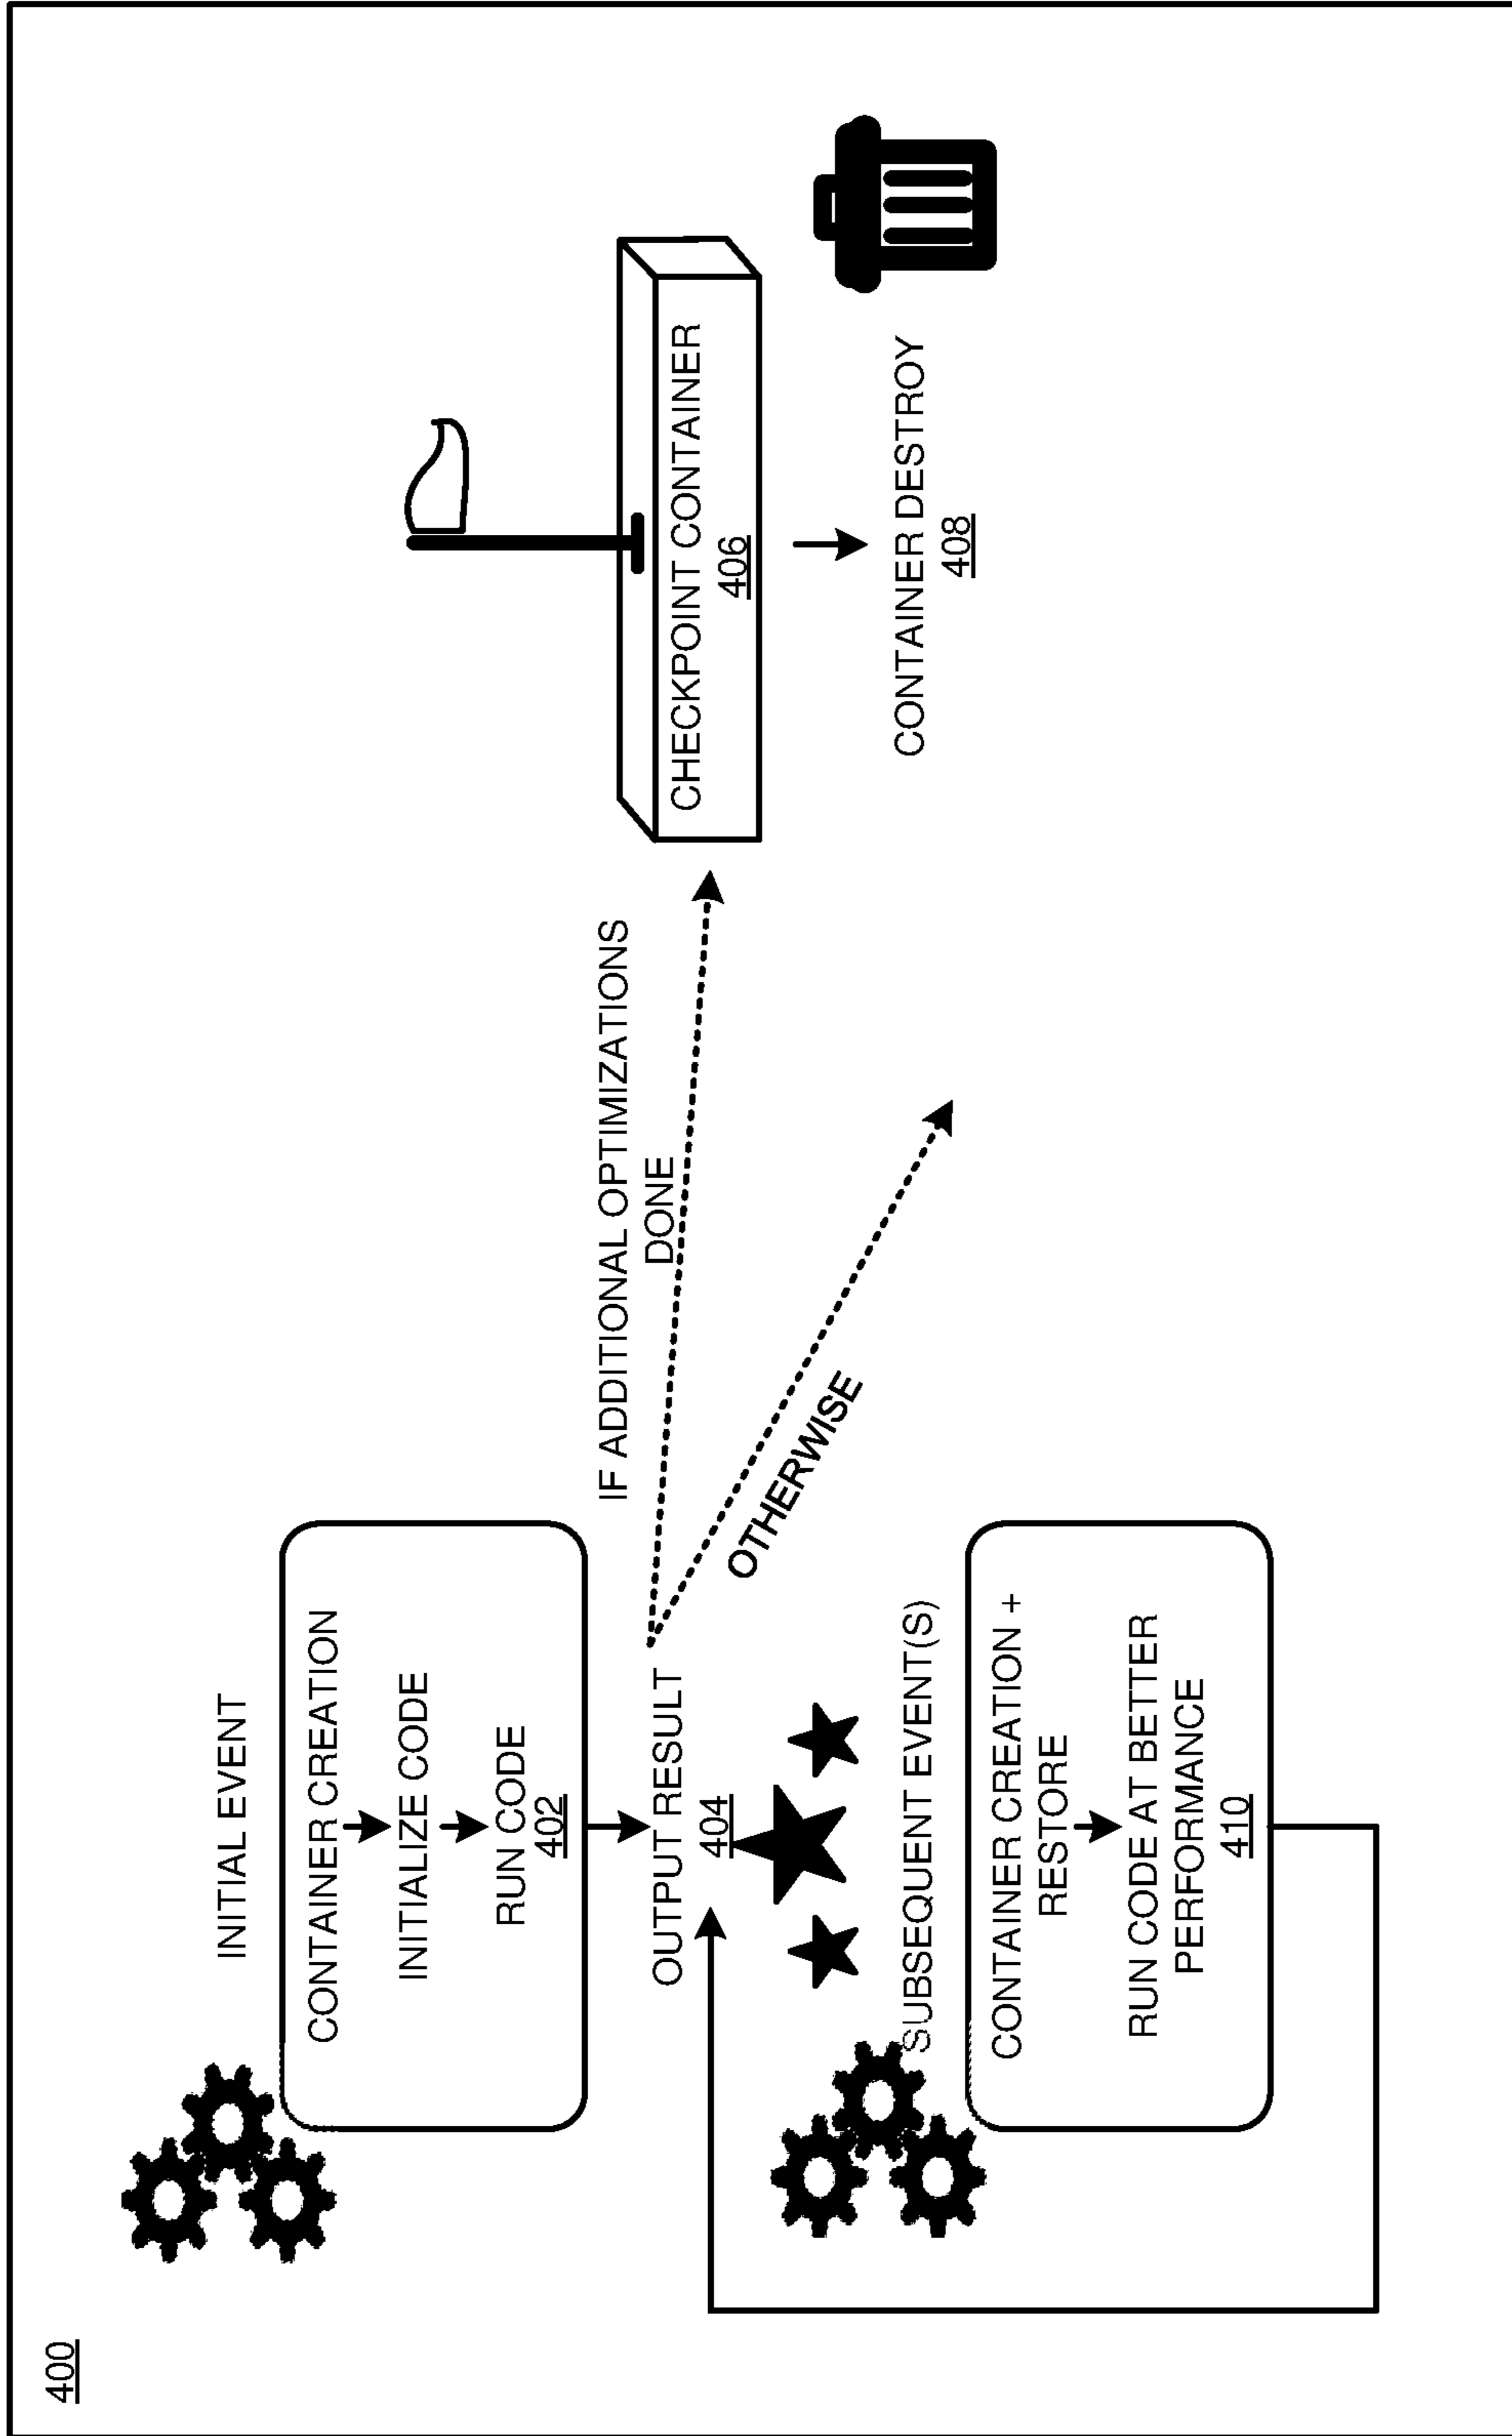 400
INITIAL EVENT
CONTAINER CREATION
INITIALIZE CODE
RUN CODE
402
OUTPUT RESULT
404
IF ADDITIONAL OPTIMIZATIONS
DONE
OTHERWISE
CHECKPOINT CONTAINER
406
CONTAINER DESTROY
408
SUBSEQUENT EVENT(S)
CONTAINER CREATION +
RESTORE
RUN CODE AT BETTER
PERFORMANCE
410